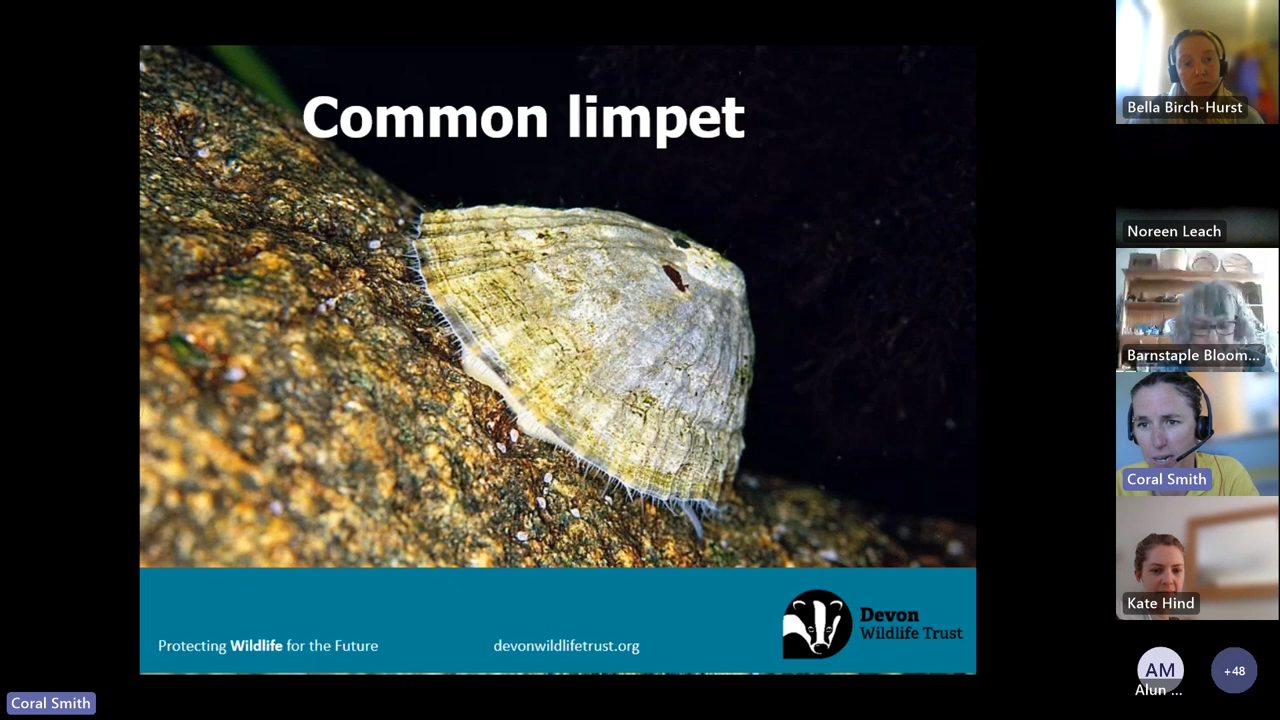 Common limpet
Protecting Wildlife for the Future
devonwildlifetrust.org
Devon
Wildlife Trust
Bella Birch-Hurst
Noreen Leach
Barnstaple Bloom...
Coral Smith
Kate Hind
AM
Alun ...
+48
Coral Smith